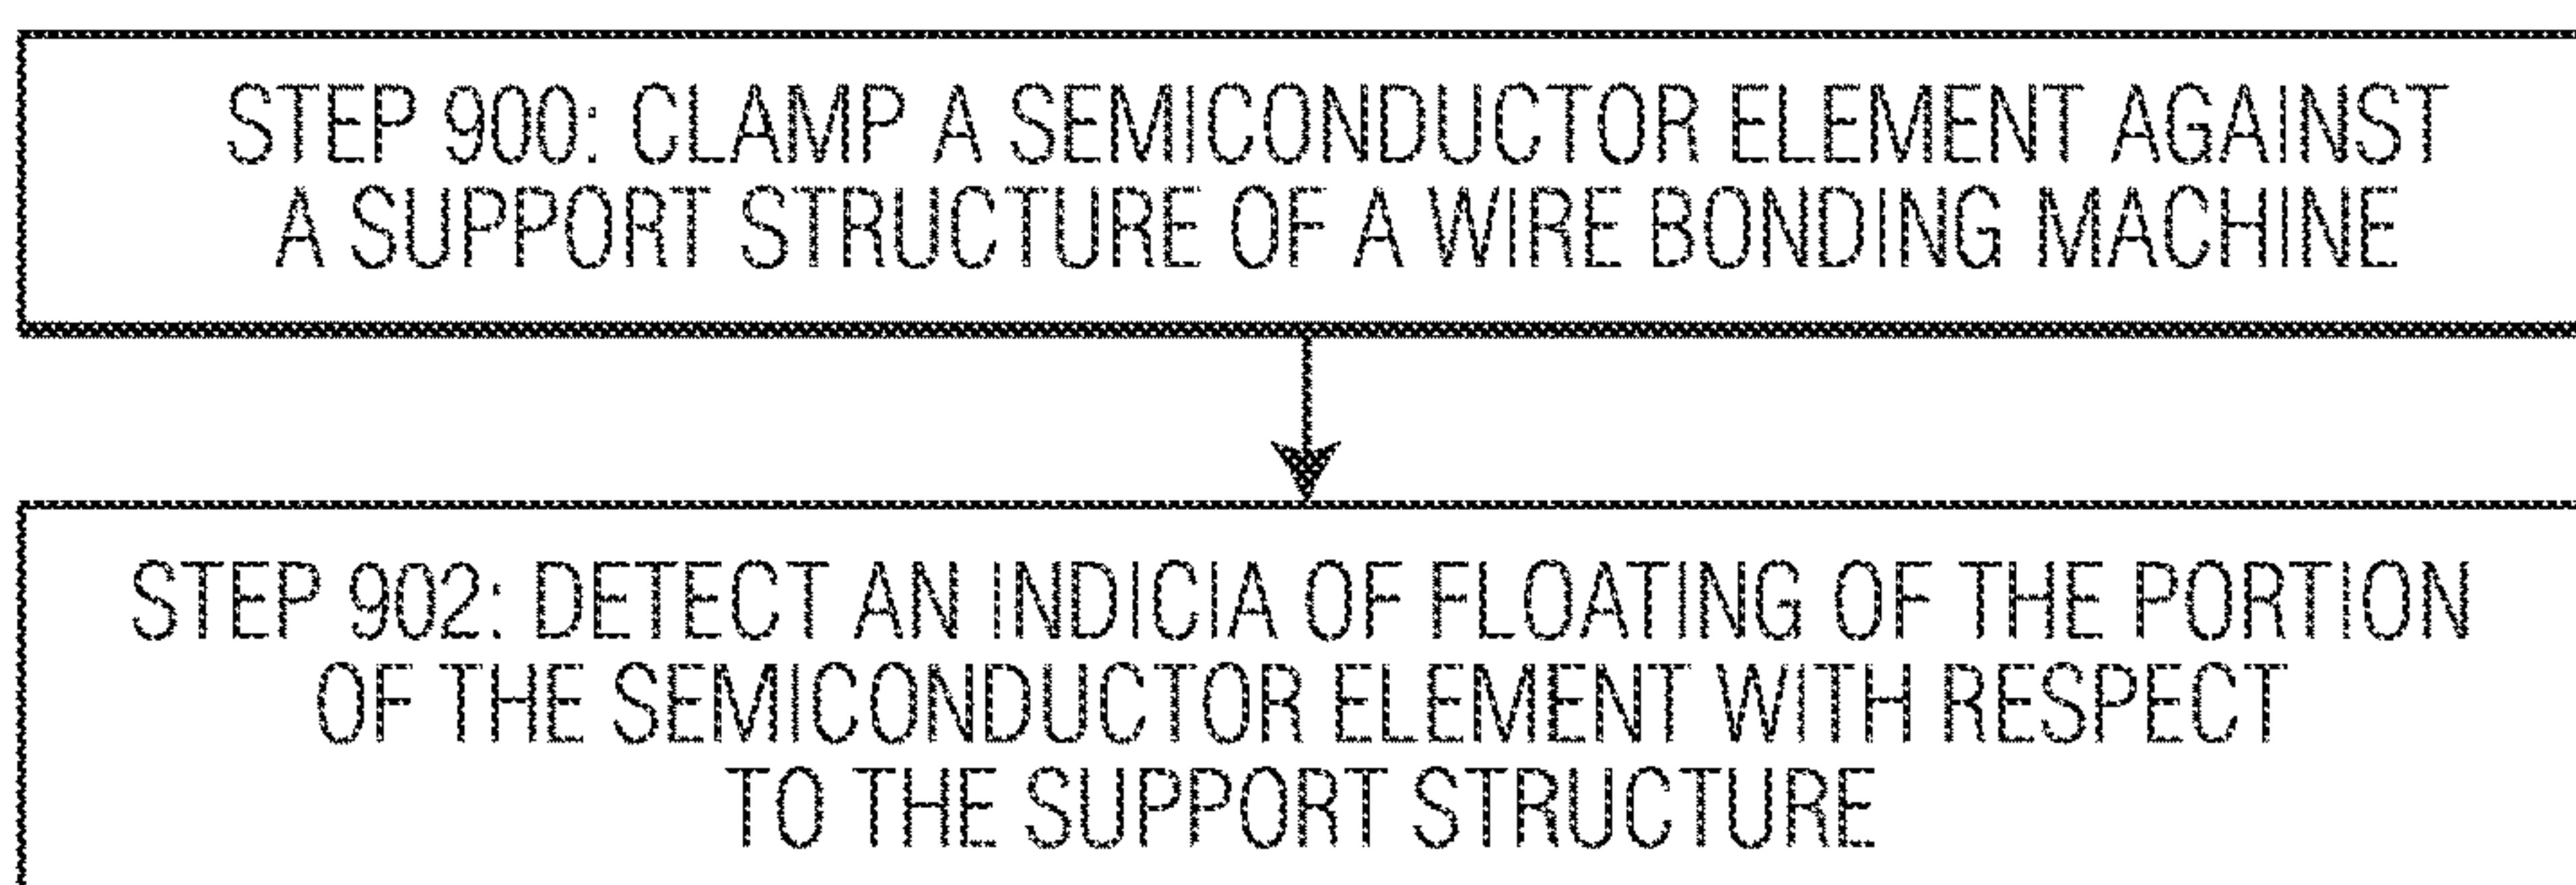 STEP 900: CLAMP A SEMICONDUCTOR ELEMENT AGAINST
A SUPPORT STRUCTURE OF A WIRE BONDING MACHINE
STEP 902: DETECT AN INDICIA OF FLOATING OF THE PORTION
OF THE SEMICONDUCTOR ELEMENT WITH RESPECT
TO THE SUPPORT STRUCTURE